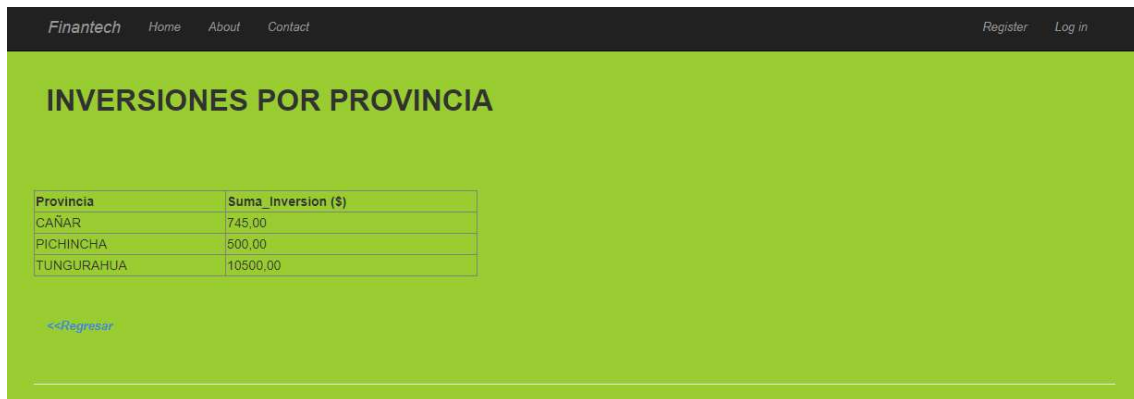 Finantech Home About Contact Register Log in
INVERSIONES POR PROVINCIA
Provincia Suma_Inversion ($)
CAÑAR 745,00
PICHINCHA 500,00
TUNGURAHUA 10500,00
<<Regresar